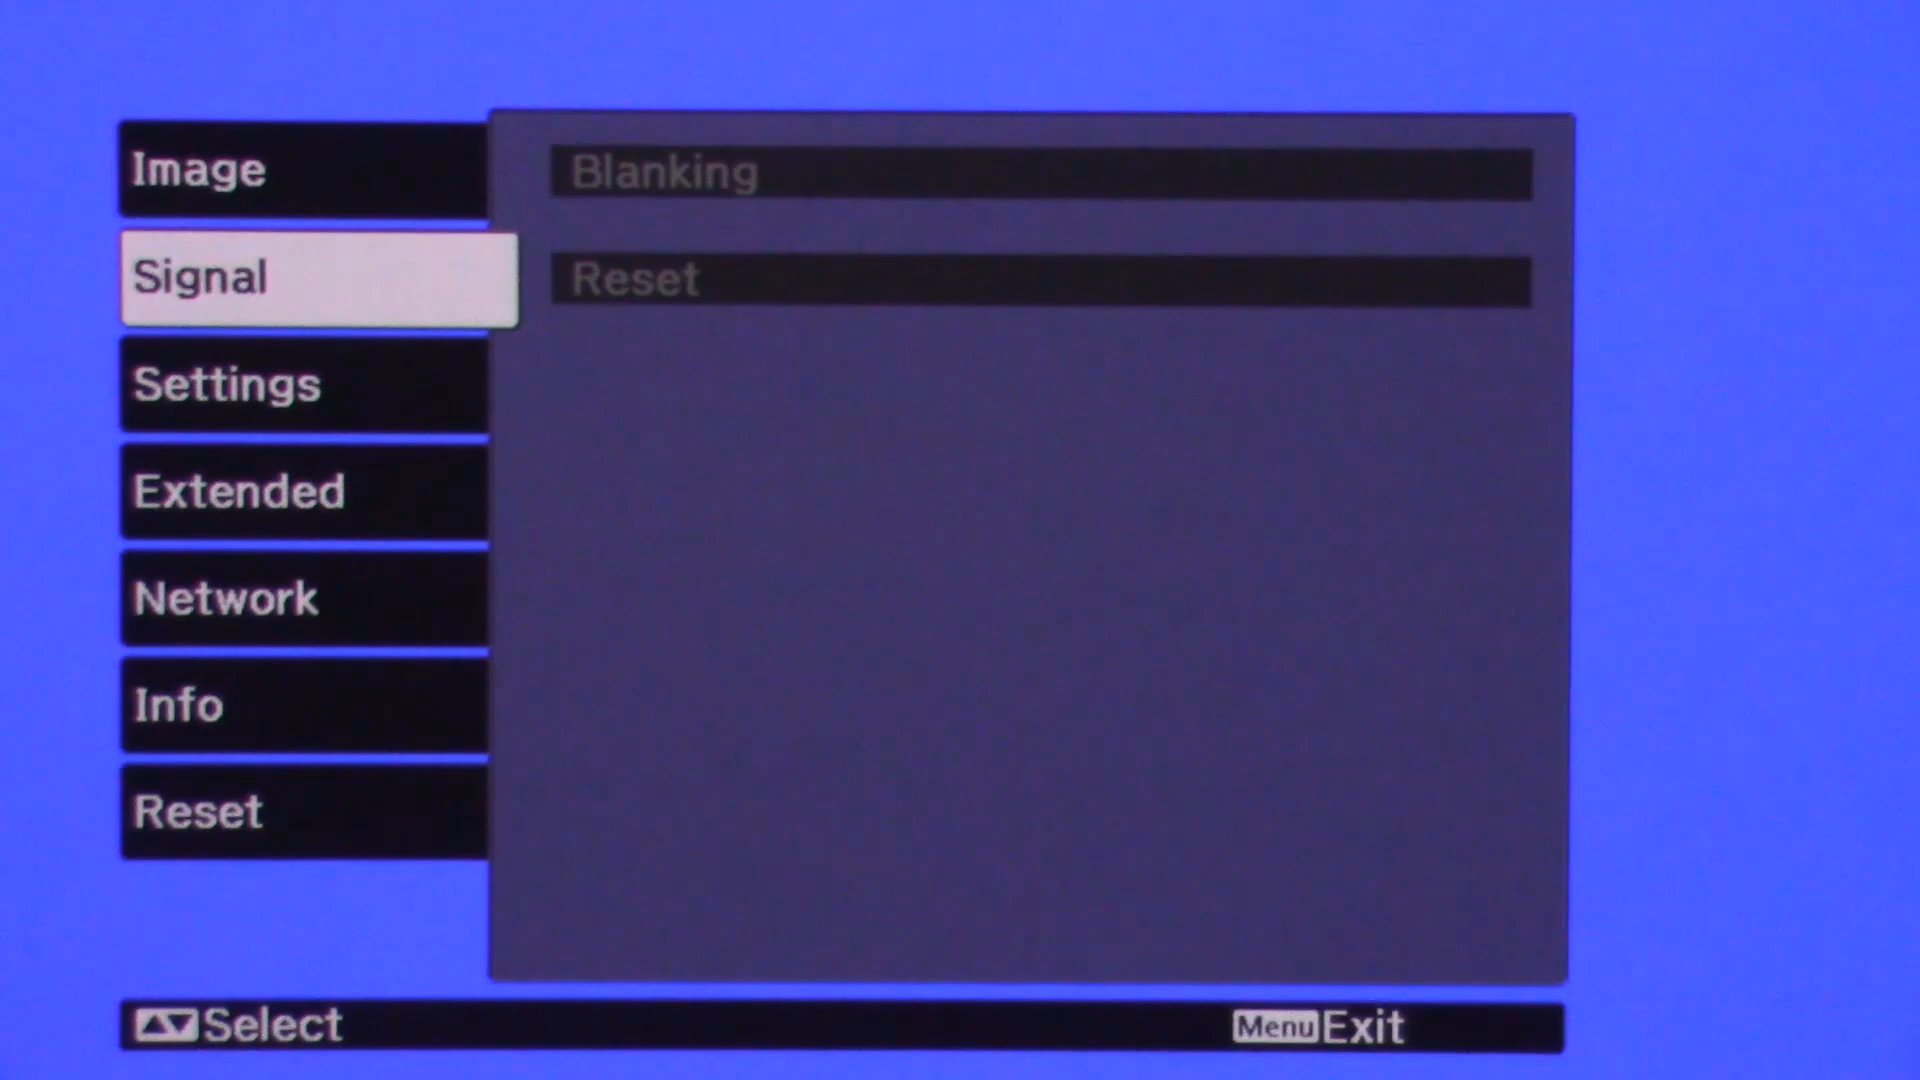 Image
Signal
Settings
Extended
Network
Info
Reset
Blanking
Reset
Select
Menu Exit